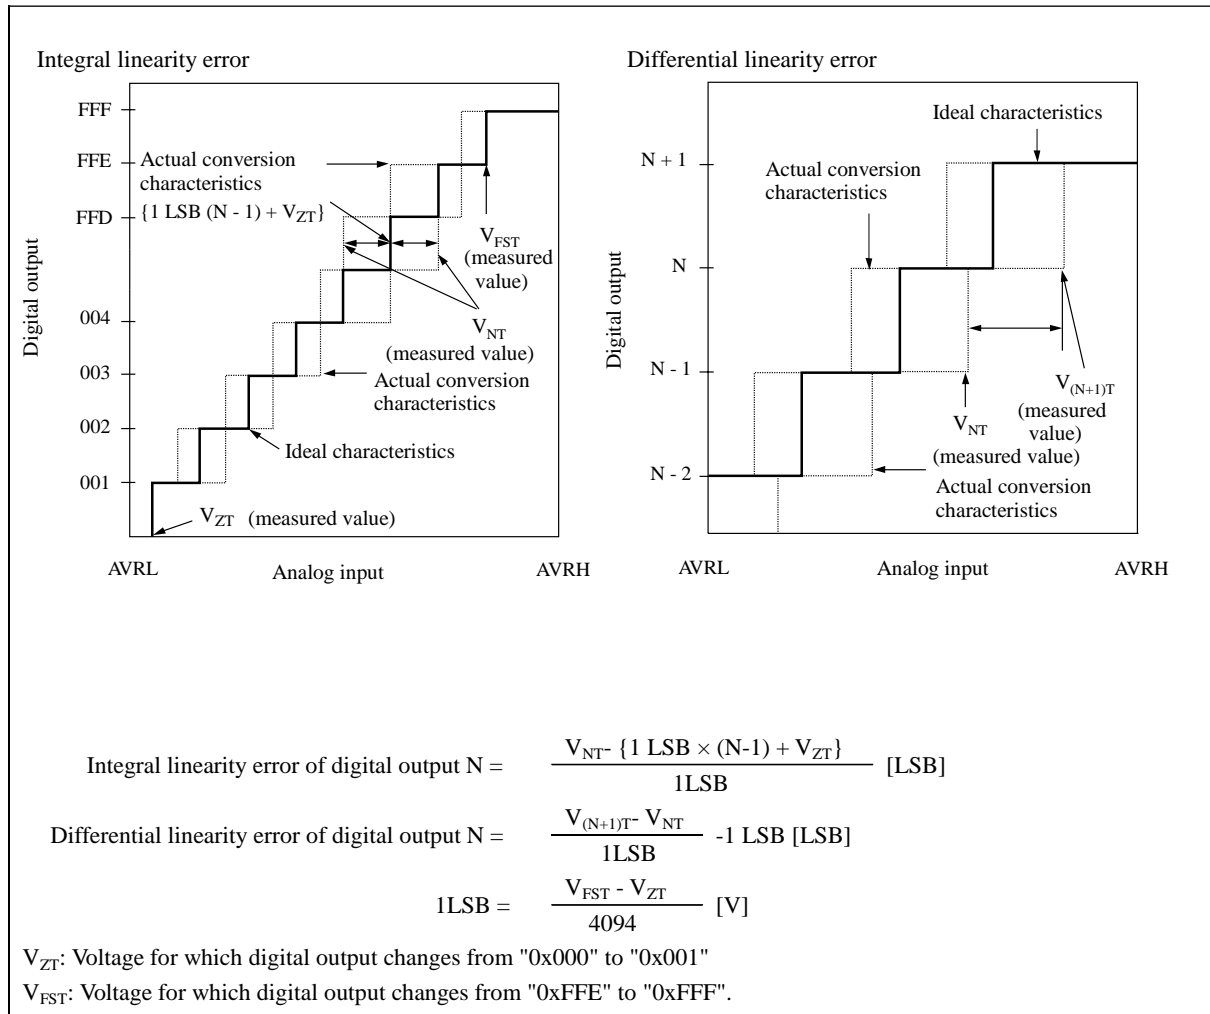 Integral linearity error
FFF
FFE
FFD
004
003
002
001
Digital output
Actual conversion
characteristics
{1 LSB (N - 1) + VZT}
VFST
(measured
value)
VNT
(measured value)
Actual conversion
characteristics
Ideal characteristics
VZT (measured value)
AVRL
Analog input
AVRH
Differential linearity error
N + 1
N
N - 1
N - 2
Digital output
Ideal characteristics
Actual conversion
characteristics
V(N+1)T
(measured
value)
VNT
(measured value)
Actual conversion
characteristics
AVRL
Analog input
AVRH
Integral linearity error of digital output N = VNT- {1 LSB × (N-1) + VZT} / 1LSB [LSB]
Differential linearity error of digital output N = V(N+1)T- VNT / 1LSB -1 LSB [LSB]
1LSB = VFST - VZT / 4094 [V]
VZT: Voltage for which digital output changes from "0x000" to "0x001"
VFST: Voltage for which digital output changes from "0xFFE" to "0xFFF".